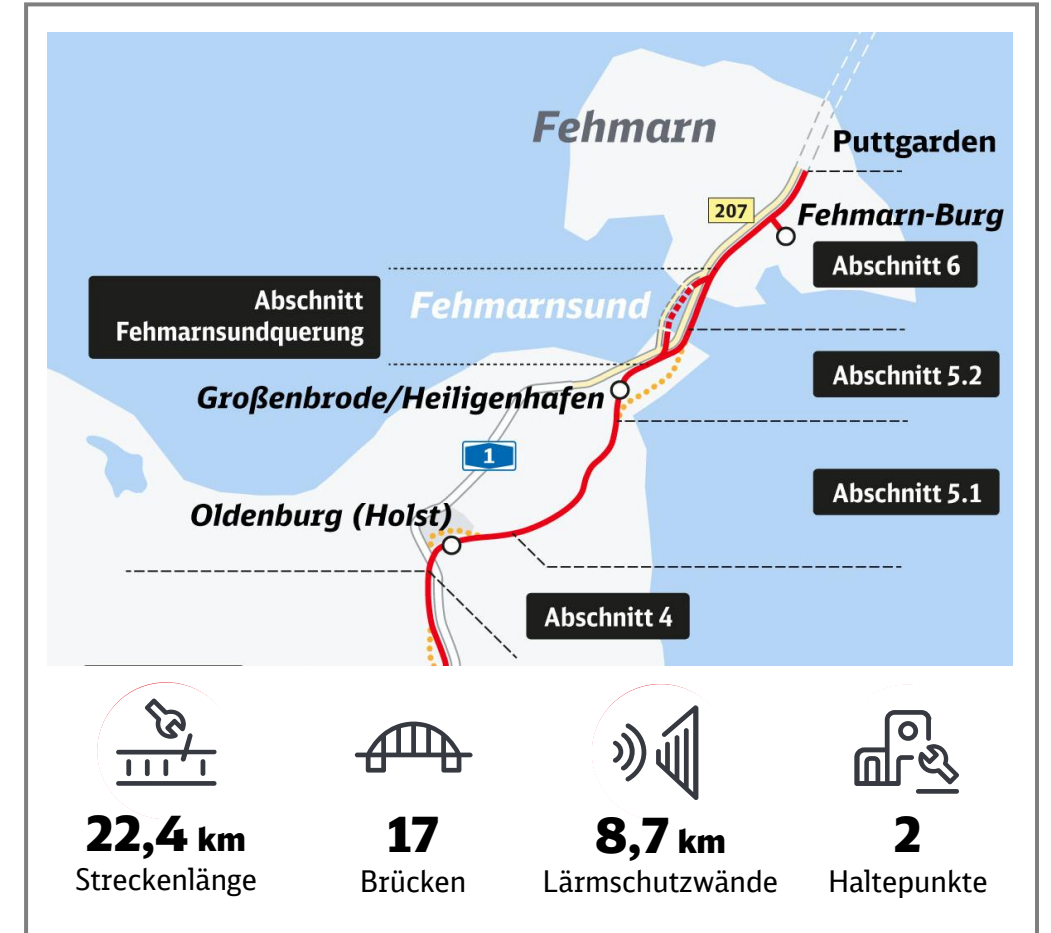 Fehmarn
Puttgarden
207
Fehmarn-Burg
Abschnitt 6
Abschnitt
Fehmarnsundquerung
Fehmarnsund
Abschnitt 5.2
Großenbrode/Heiligenhafen
1
Abschnitt 5.1
Oldenburg (Holst)
Abschnitt 4
22,4 km
Streckenlänge
17
Brücken
8,7 km
Lärmschutzwände
2
Haltepunkte